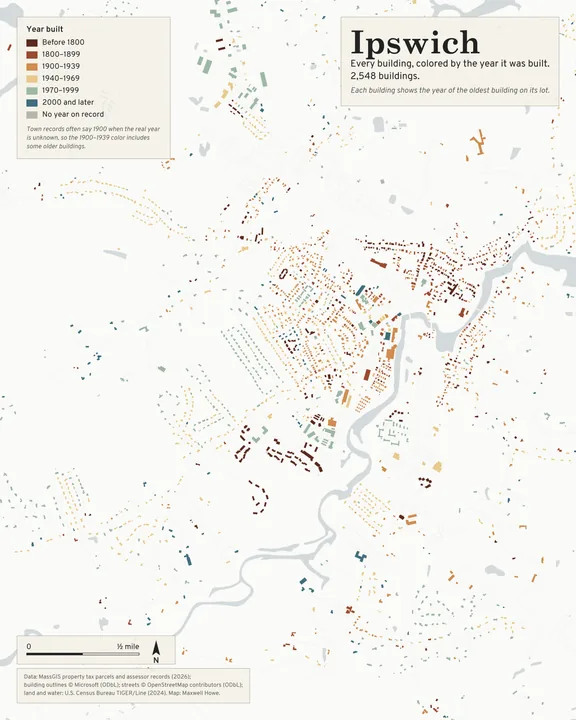 Year built
Before 1800
1800–1899
1900–1939
1940–1969
1970–1999
2000 and later
No year on record
Town records often say 1900 when the real year
is unknown, so the 1900–1939 color includes
some older buildings.
Ipswich
Every building, colored by the year it was built.
2,548 buildings.
Each building shows the year of the oldest building on its lot.
0 ½ mile
N
Data: MassGIS property tax parcels and assessor records (2026);
building outlines © Microsoft (ODbL); streets © OpenStreetMap contributors (ODbL);
land and water: U.S. Census Bureau TIGER/Line (2024). Map: Maxwell Howe.